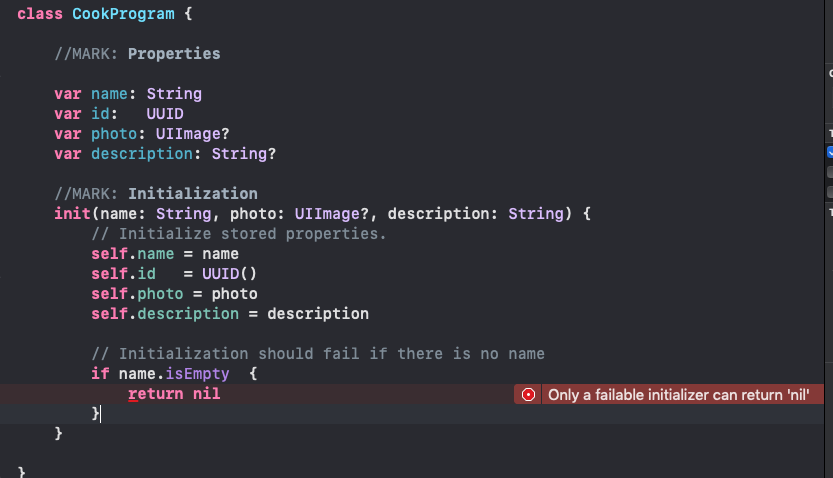 class CookProgram {
//MARK: Properties
var name: String
var id:   UUID
var photo: UIImage?
var description: String?
//MARK: Initialization
init(name: String, photo: UIImage?, description: String) {
// Initialize stored properties.
self.name = name
self.id   = UUID()
self.photo = photo
self.description = description
// Initialization should fail if there is no name
if name.isEmpty  {
return nil
Only a failable initializer can return 'nil'
}
}
}